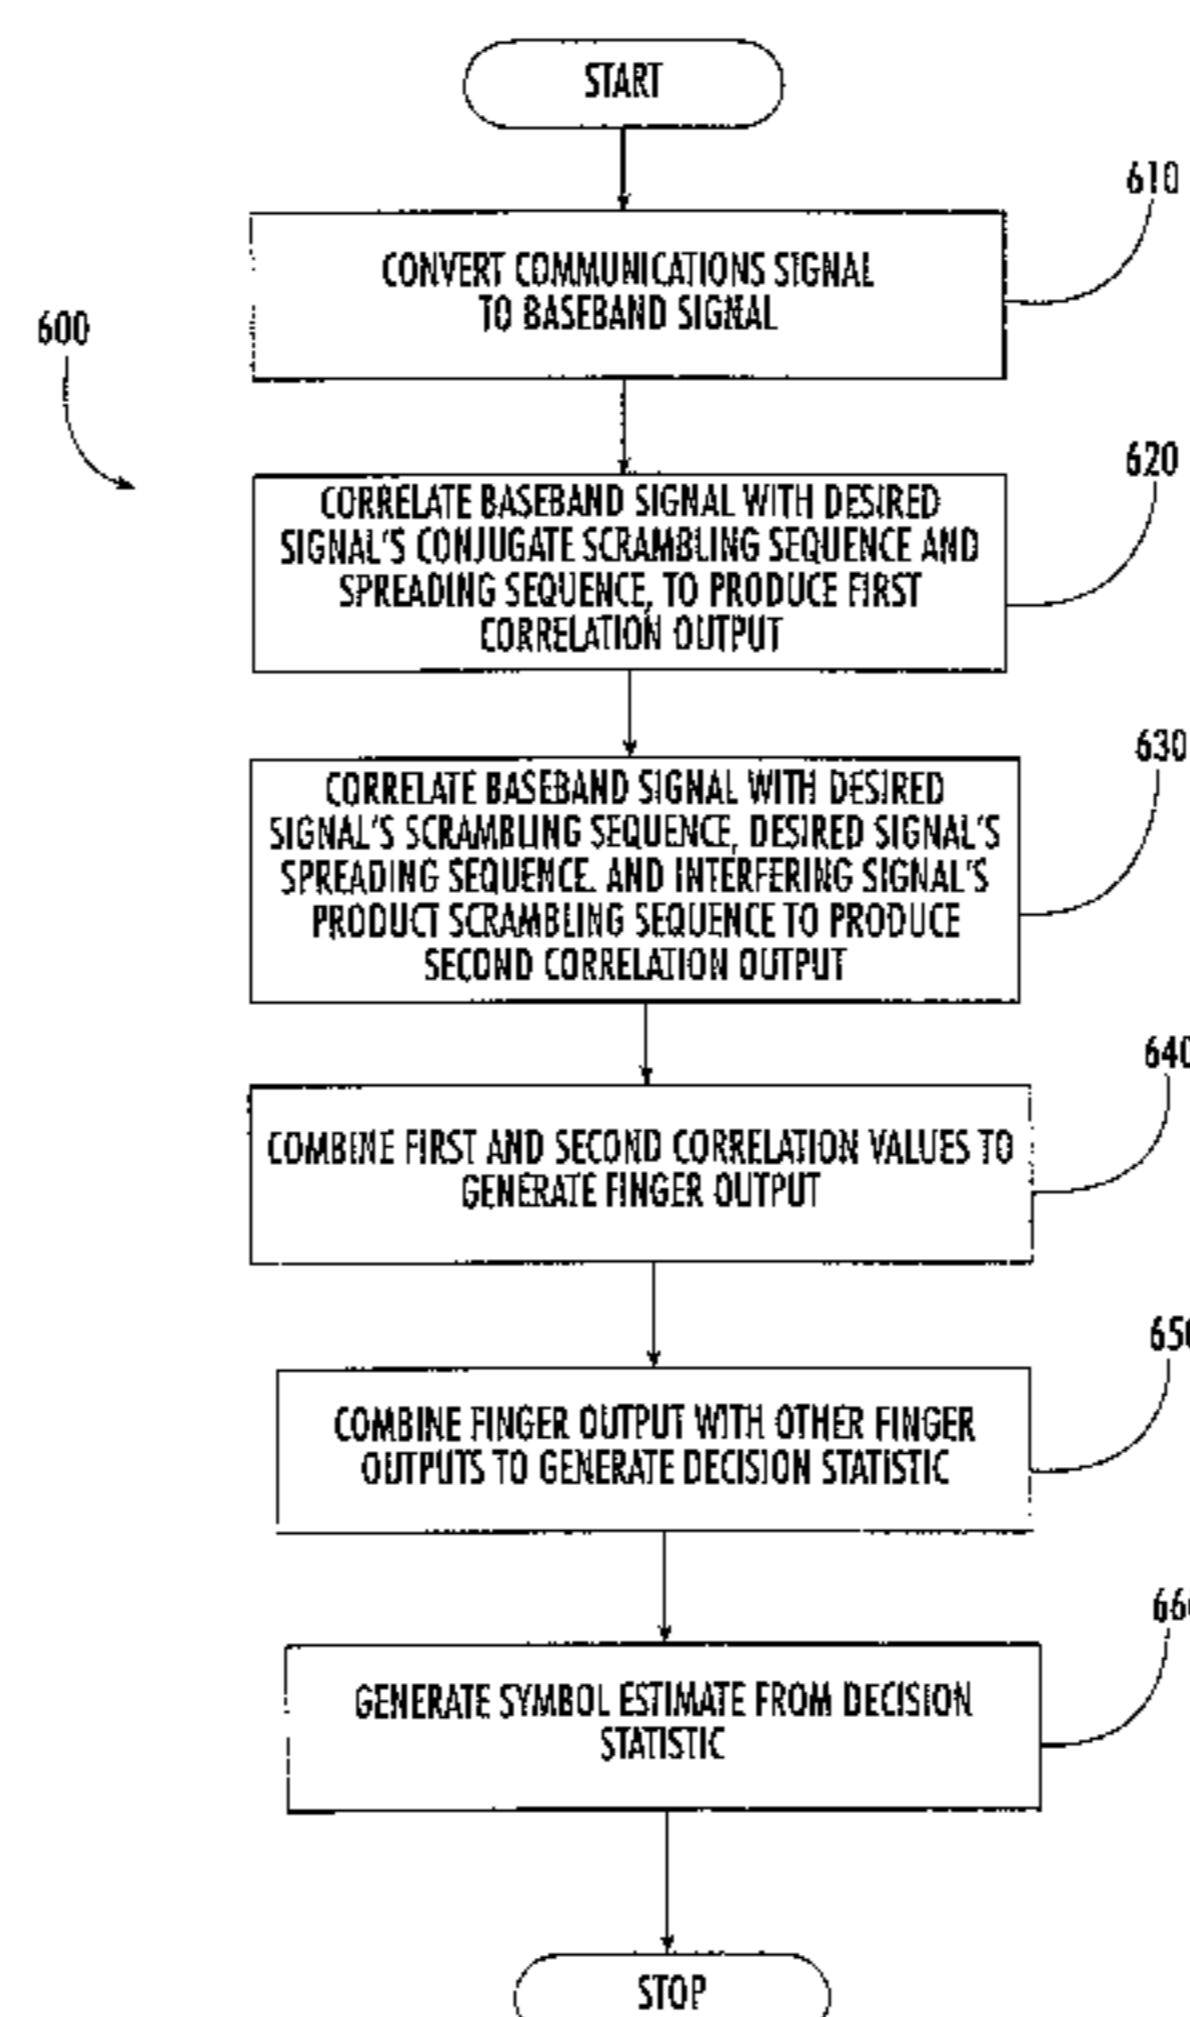 START
610
CONVERT COMMUNICATIONS SIGNAL
TO BASEBAND SIGNAL
600
620
CORRELATE BASEBAND SIGNAL WITH DESIRED
SIGNAL'S CONJUGATE SCRAMBLING SEQUENCE AND
SPREADING SEQUENCE, TO PRODUCE FIRST
CORRELATION OUTPUT
630
CORRELATE BASEBAND SIGNAL WITH DESIRED
SIGNAL'S SCRAMBLING SEQUENCE, DESIRED SIGNAL'S
SPREADING SEQUENCE. AND INTERFERING SIGNAL'S
PRODUCT SCRAMBLING SEQUENCE TO PRODUCE
SECOND CORRELATION OUTPUT
640
COMBINE FIRST AND SECOND CORRELATION VALUES TO
GENERATE FINGER OUTPUT
650
COMBINE FINGER OUTPUT WITH OTHER FINGER
OUTPUTS TO GENERATE DECISION STATISTIC
660
GENERATE SYMBOL ESTIMATE FROM DECISION
STATISTIC
STOP